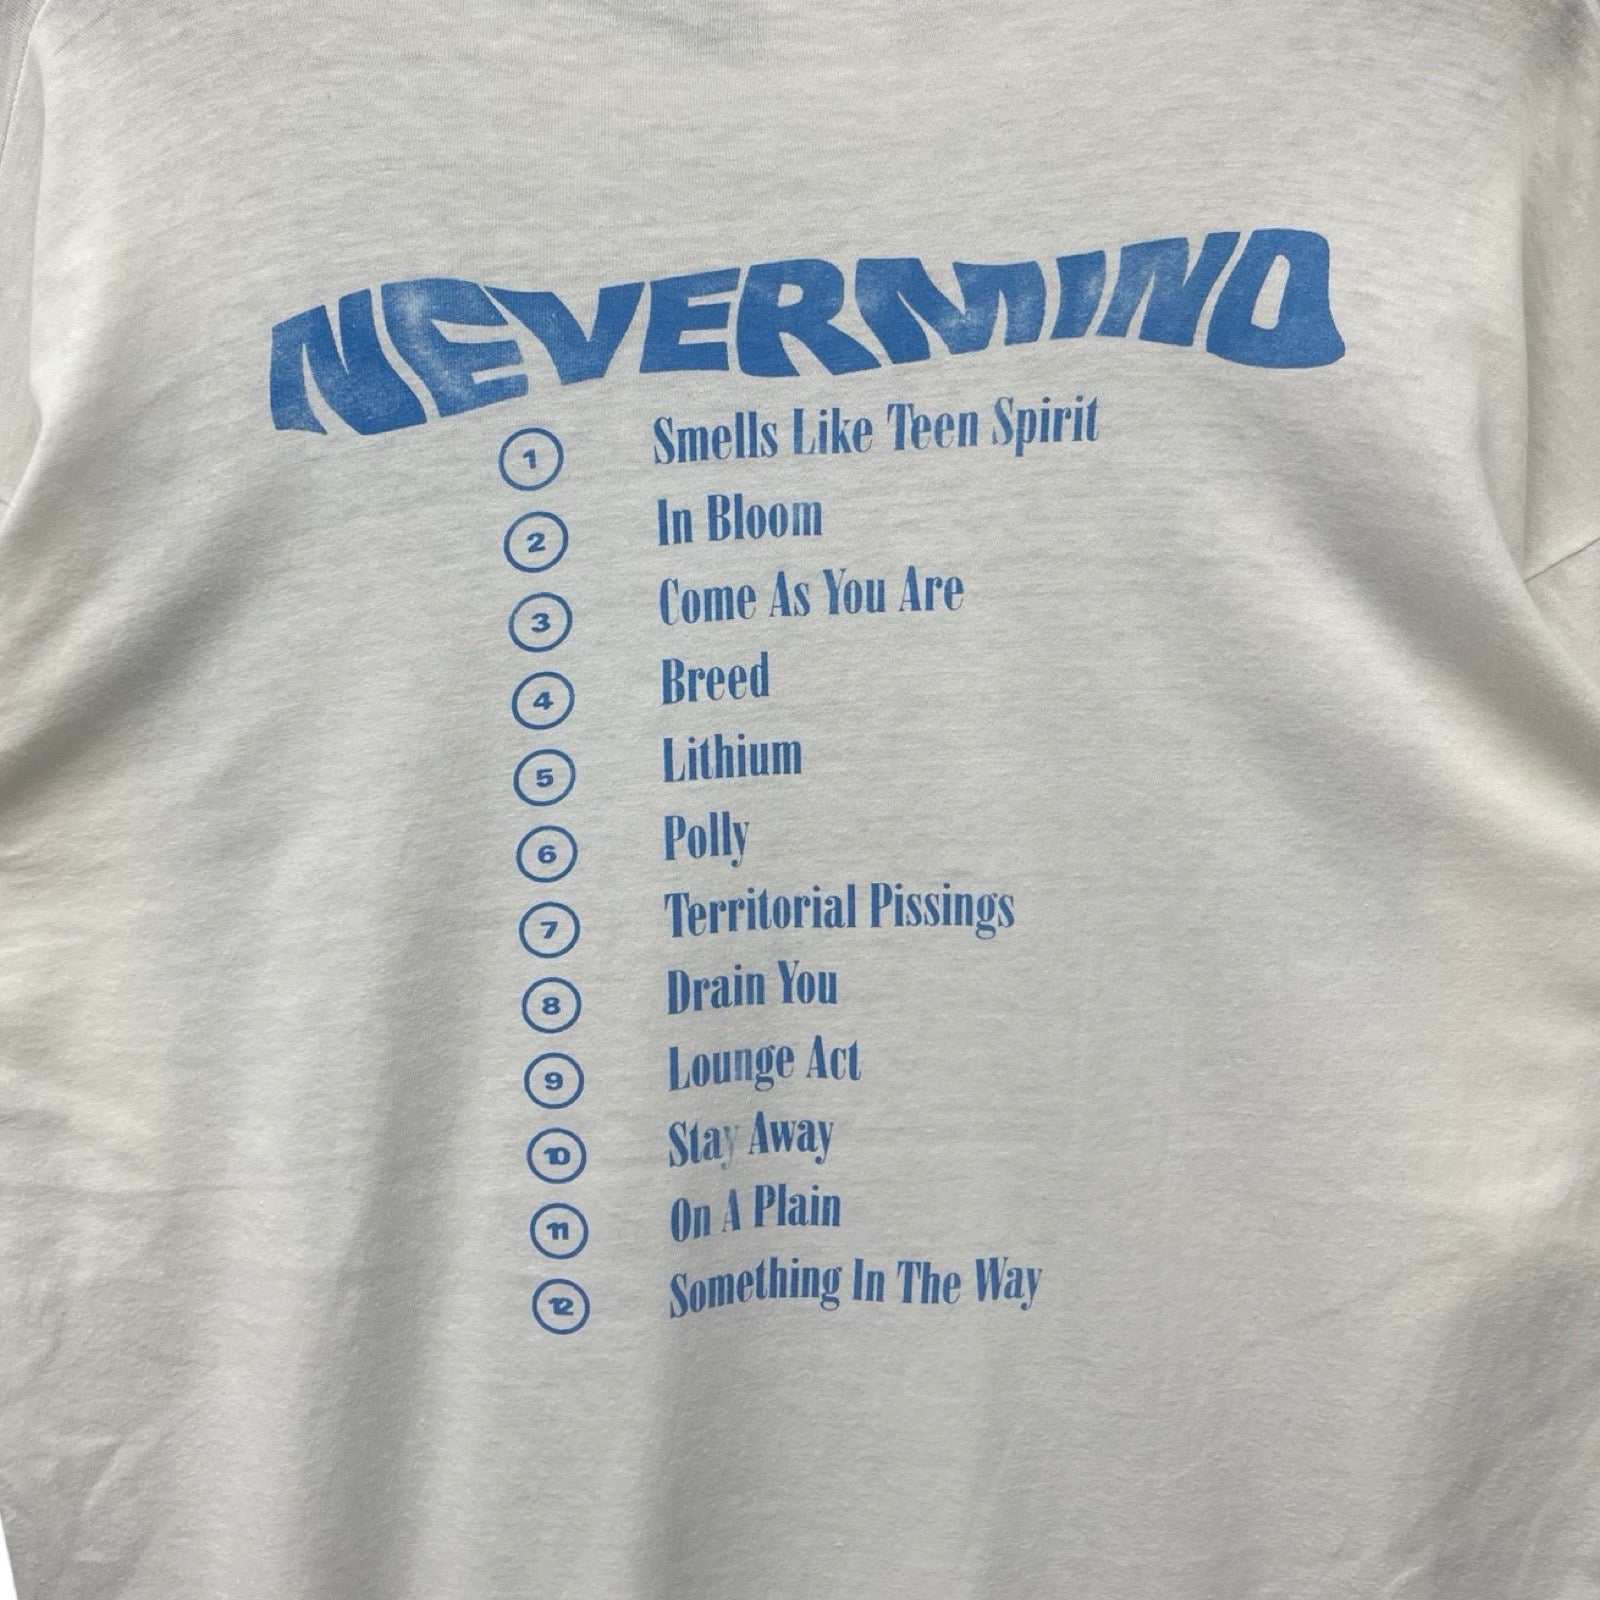 NEVERMIND
1 Smells Like Teen Spirit
2 In Bloom
3 Come As You Are
4 Breed
5 Lithium
6 Polly
7 Territorial Pissings
8 Drain You
9 Lounge Act
10 Stay Away
11 On A Plain
12 Something In The Way